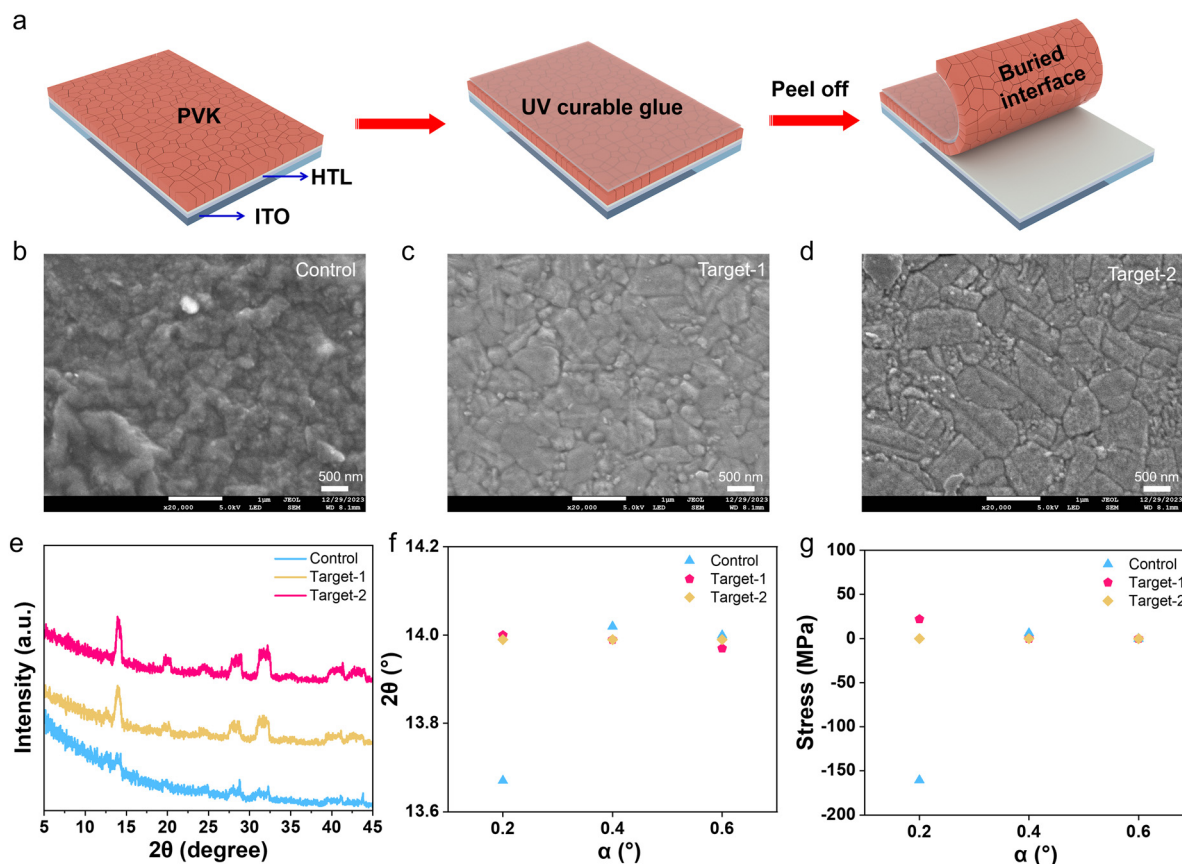 a
PVK
HTL
ITO
UV curable glue
Peel off
Buried
interface
b
Control
500 nm
1μm JEOL 12/29/2023
x20,000 5.0kV LED SEM WD 8.1mm
c
Target-1
500 nm
1μm JEOL 12/29/2023
x20,000 5.0kV LED SEM WD 8.1mm
d
Target-2
500 nm
1μm JEOL 12/29/2023
x20,000 5.0kV LED SEM WD 8.1mm
e
Control
Target-1
Target-2
Intensity (a.u.)
5 10 15 20 25 30 35 40 45
2θ (degree)
f
Control
Target-1
Target-2
2θ (°)
14.2
14.0
13.8
13.6
0.2 0.4 0.6
α (°)
g
Control
Target-1
Target-2
Stress (MPa)
100
50
0
-50
-100
-150
-200
0.2 0.4 0.6
α (°)